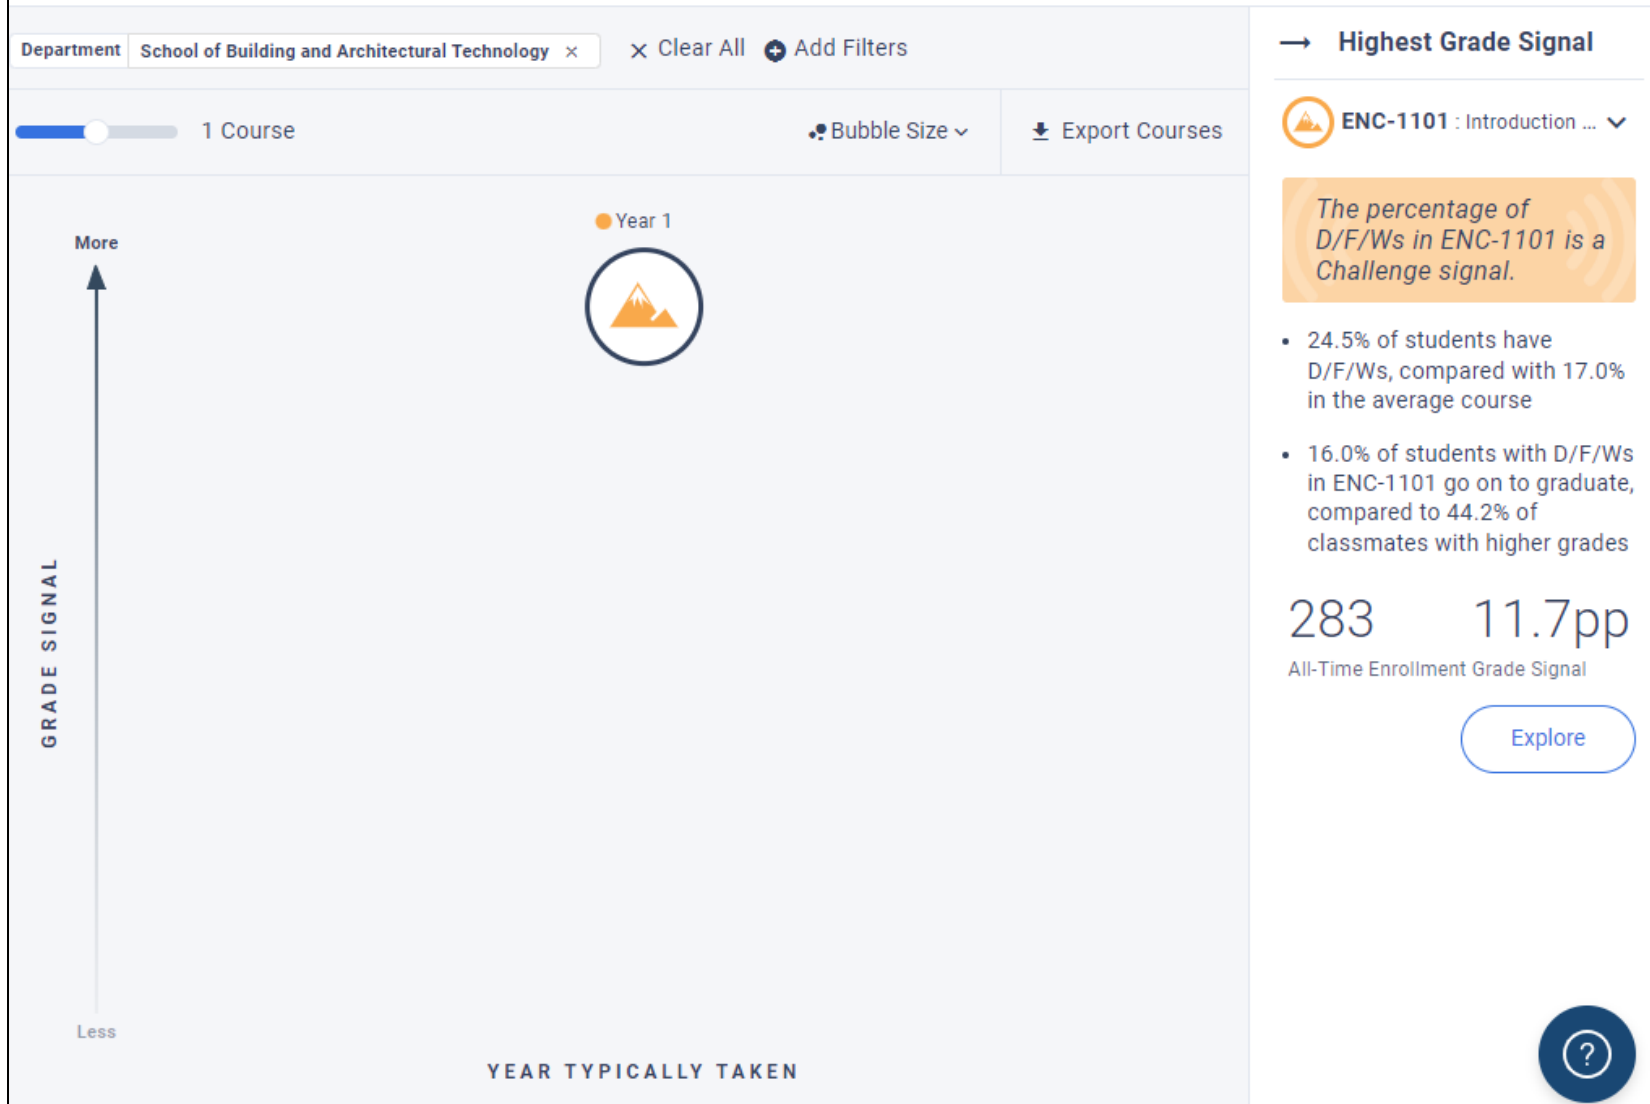 Department School of Building and Architectural Technology ×
× Clear All Add Filters
1 Course
Bubble Size
Export Courses
Year 1
More
GRADE SIGNAL
Less
YEAR TYPICALLY TAKEN
→ Highest Grade Signal
ENC-1101 : Introduction ...
The percentage of
D/F/Ws in ENC-1101 is a
Challenge signal.
• 24.5% of students have
D/F/Ws, compared with 17.0%
in the average course
• 16.0% of students with D/F/Ws
in ENC-1101 go on to graduate,
compared to 44.2% of
classmates with higher grades
283 11.7pp
All-Time Enrollment Grade Signal
Explore
?